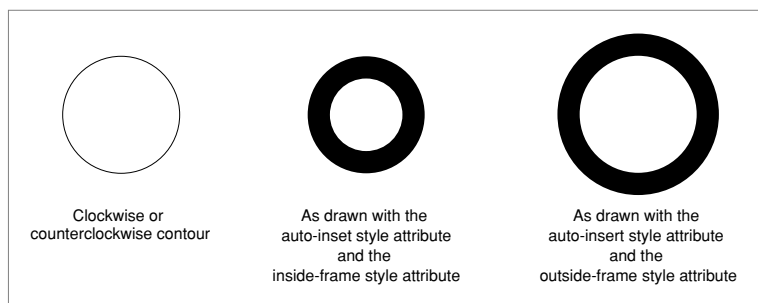 Clockwise or
counterclockwise contour
As drawn with the
auto-inset style attribute
and the
inside-frame style attribute
As drawn with the
auto-insert style attribute
and the
outside-frame style attribute